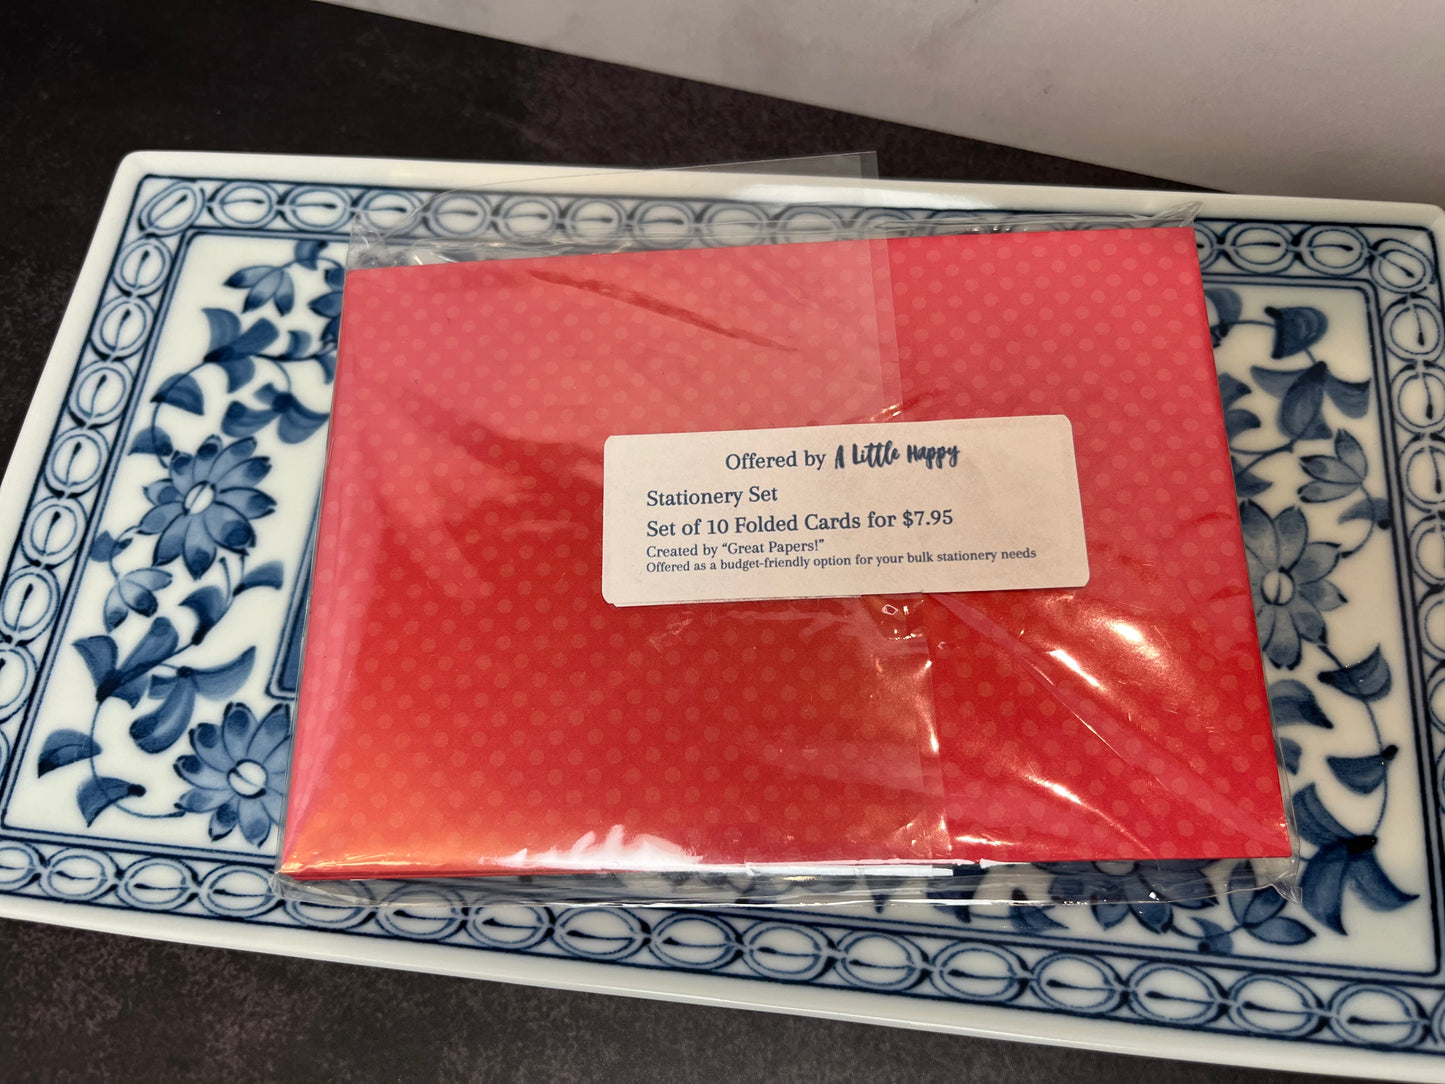 Offered by A Little Happy
Stationery Set
Set of 10 Folded Cards for $7.95
Created by “Great Papers!”
Offered as a budget-friendly option for your bulk stationery needs